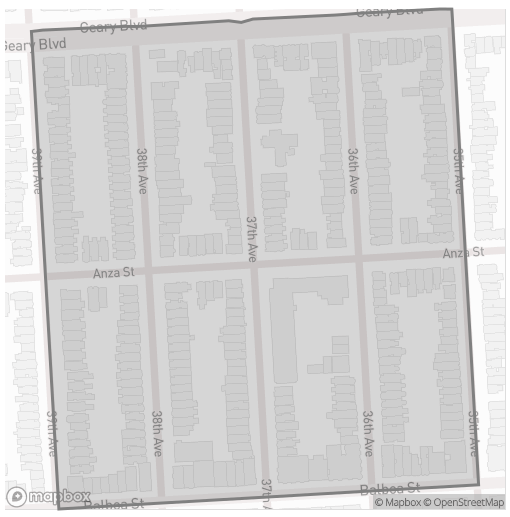 Geary Blvd
Geary Blvd
Geary Blvd
39th Ave
38th Ave
37th Ave
36th Ave
35th Ave
Anza St
Anza St
39th Ave
38th Ave
37th
36th Ave
35th Ave
Balboa St
Balboa St
mapbox
© Mapbox © OpenStreetMap